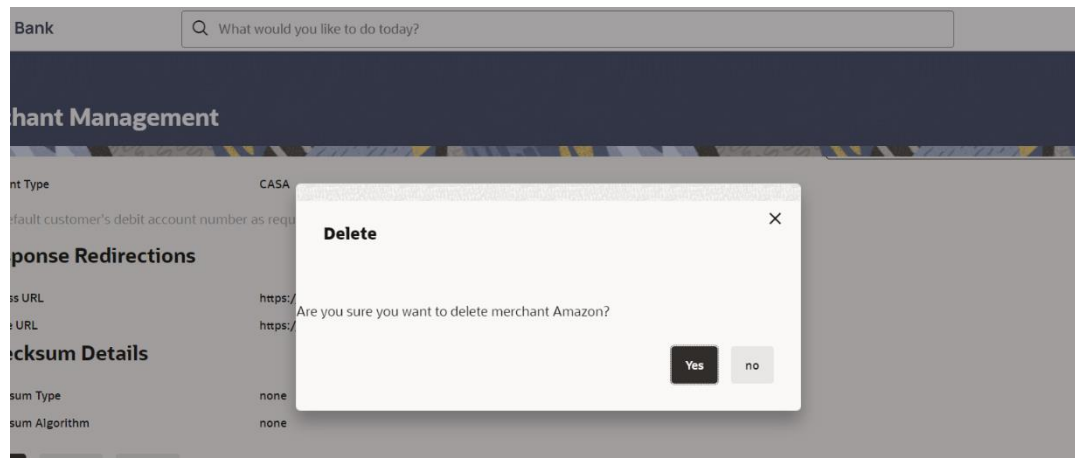 Bank
What would you like to do today?
hant Management
nt Type CASA
efault customer's debit account number as requ
Delete
ponse Redirections
ss URL https:/
Are you sure you want to delete merchant Amazon?
e URL https:/
cksum Details
Yes no
sum Type none
sum Algorithm none